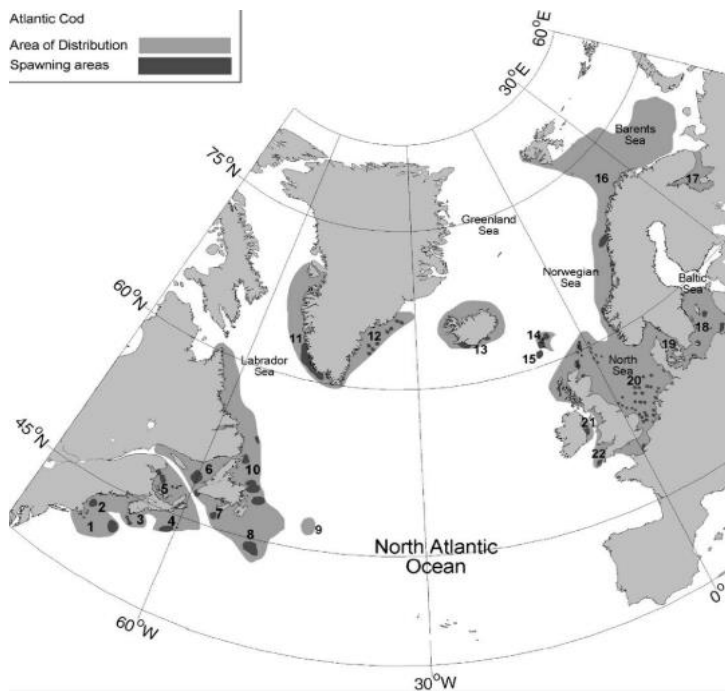 Atlantic Cod
Area of Distribution
Spawning areas
60°E
30°E
Barents
Sea
75°N
16
17
Greenland
Sea
Norwegian
Sea
Baltic
Sea
60°N
11
12
13
14
15
18
19
North
Sea
20
Labrador
Sea
21
22
45°N
10
6
5
2
1
3
4
7
8
9
North Atlantic
Ocean
0°
60°W
30°W